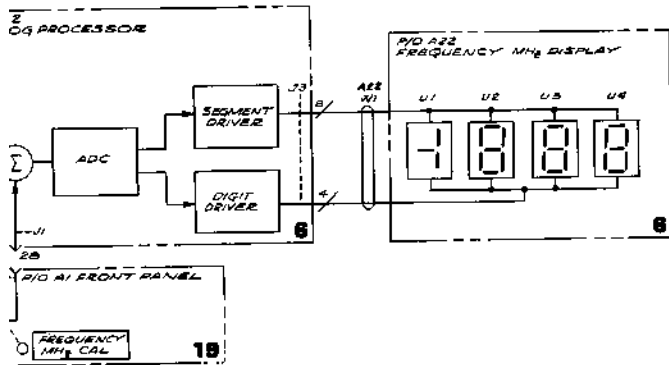 2
OG PROCESSOR
SEGMENT
DRIVER
J3
8
A22
W1
P/O A22
FREQUENCY MHz DISPLAY
U1
U2
U3
U4
Σ
ADC
DIGIT
DRIVER
4
6
6
J1
28
P/O A1 FRONT PANEL
FREQUENCY
MHz CAL
19